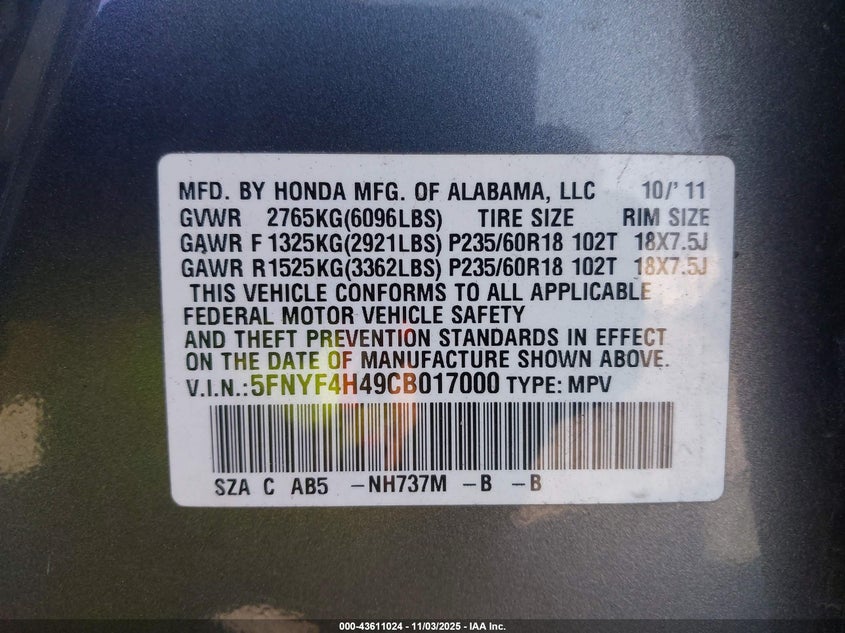 MFD. BY HONDA MFG. OF ALABAMA, LLC 10/'11
GVWR 2765KG(6096LBS) TIRE SIZE RIM SIZE
GAWR F 1325KG(2921LBS) P235/60R18 102T 18X7.5J
GAWR R1525KG(3362LBS) P235/60R18 102T 18X7.5J
THIS VEHICLE CONFORMS TO ALL APPLICABLE
FEDERAL MOTOR VEHICLE SAFETY
AND THEFT PREVENTION STANDARDS IN EFFECT
ON THE DATE OF MANUFACTURE SHOWN ABOVE.
V.I.N.:5FNYF4H49CB017000 TYPE: MPV
SZA C AB5 -NH737M -B -B
000-43611024 - 11/03/2025 - IAA Inc.